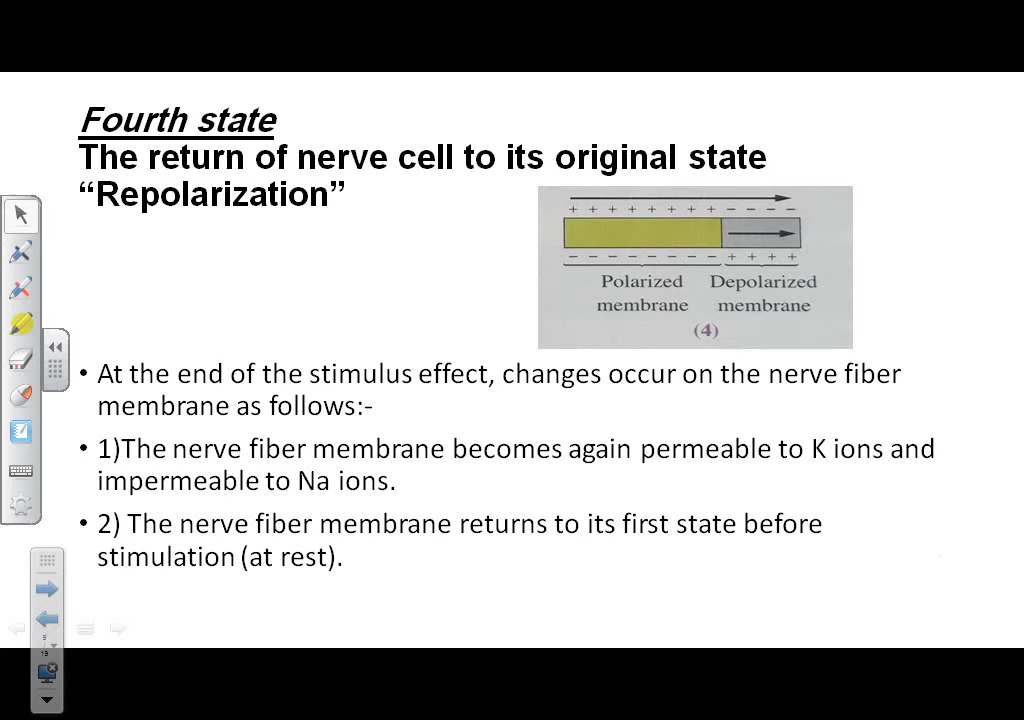 Fourth state
The return of nerve cell to its original state
“Repolarization”
+ + + + + + + + − − − −
− − − − − − − − + + + +
Polarized Depolarized
membrane membrane
(4)
• At the end of the stimulus effect, changes occur on the nerve fiber
membrane as follows:-
• 1)The nerve fiber membrane becomes again permeable to K ions and
impermeable to Na ions.
• 2) The nerve fiber membrane returns to its first state before
stimulation (at rest).
9
19